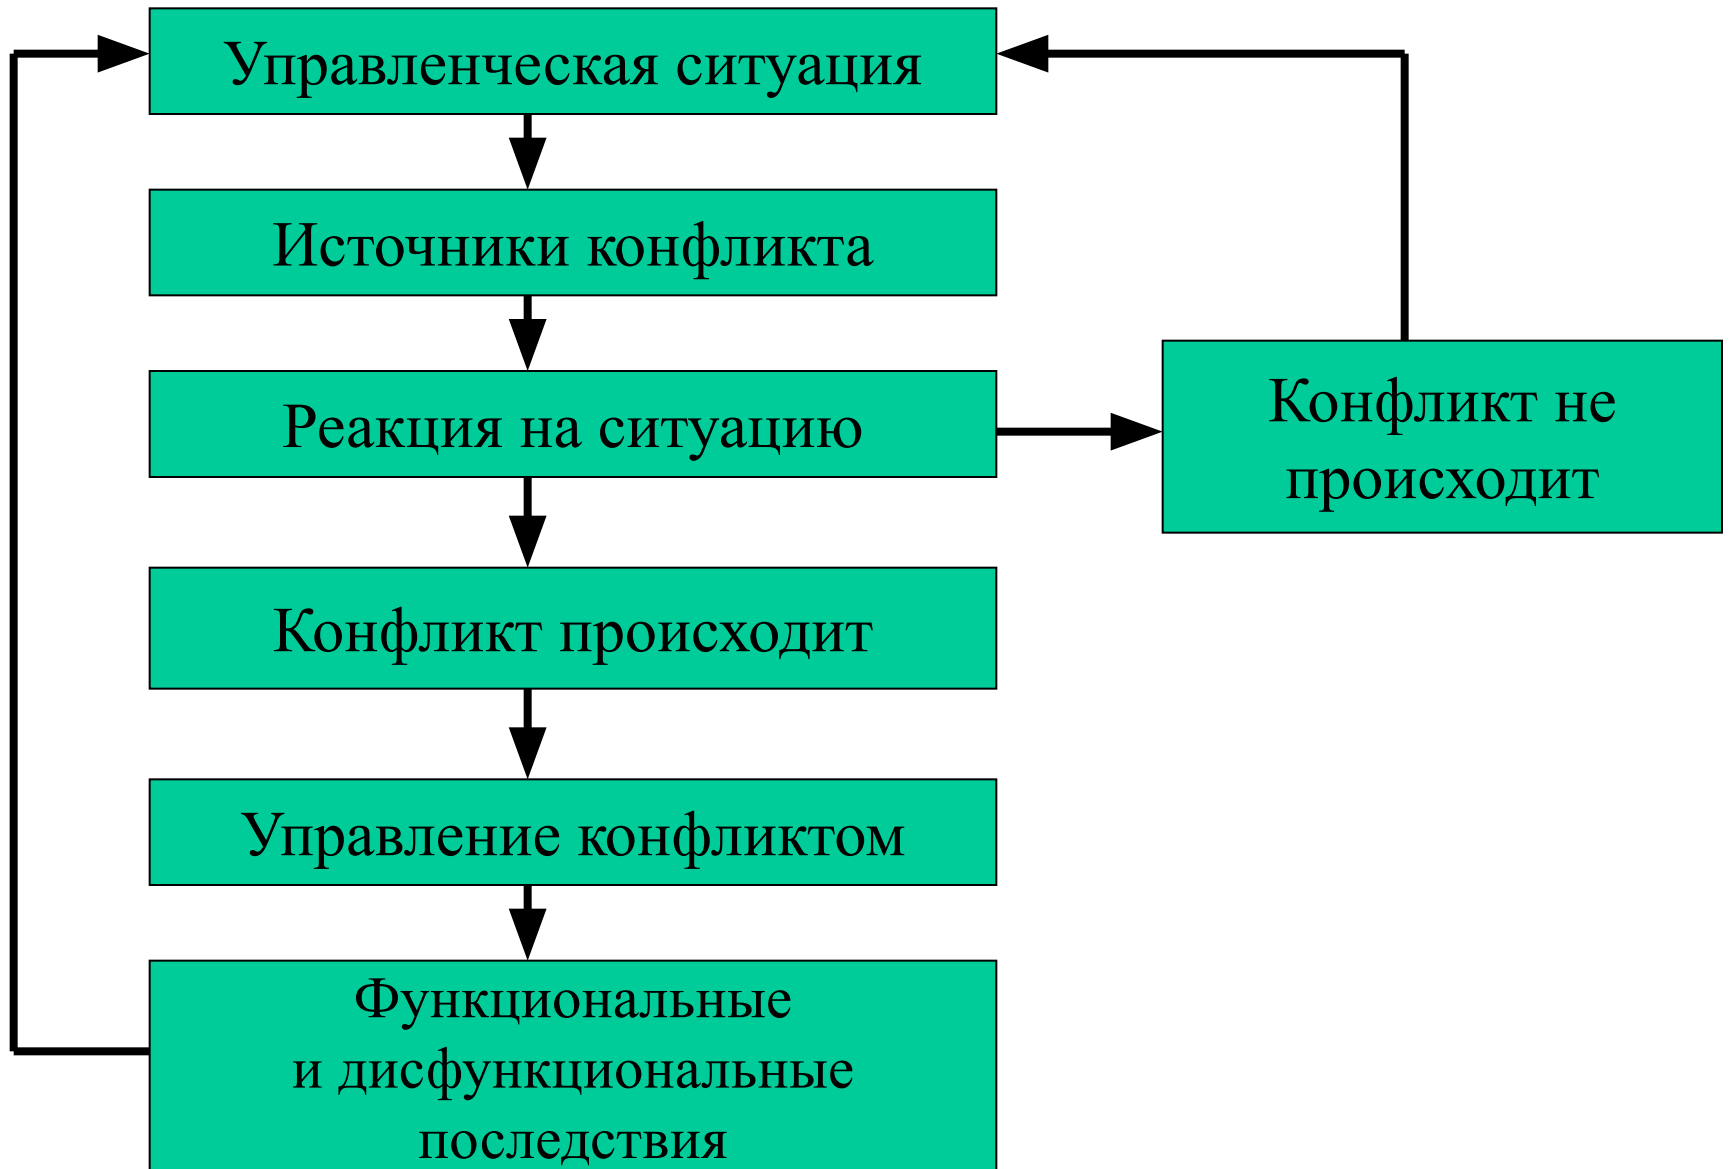 Управленческая ситуация
Источники конфликта
Реакция на ситуацию
Конфликт не
происходит
Конфликт происходит
Управление конфликтом
Функциональные
и дисфункциональные
последствия